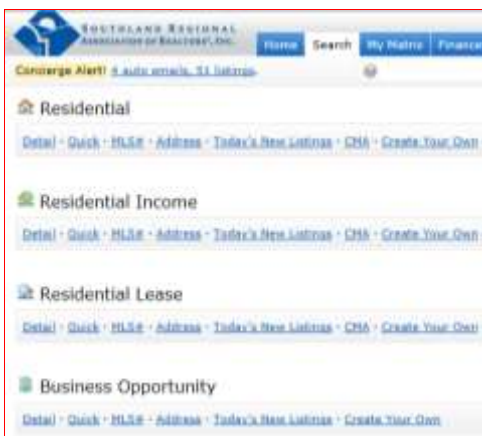 SOUTHLAND REGIONAL
ASSOCIATION OF REALTORS®, INC.
Home Search My Matrix Finance
Concierge Alert! 4 auto emails, 51 listings.
Residential
Detail · Quick · MLS# · Address · Today's New Listings · CMA · Create Your Own
Residential Income
Detail · Quick · MLS# · Address · Today's New Listings · CMA · Create Your Own
Residential Lease
Detail · Quick · MLS# · Address · Today's New Listings · CMA · Create Your Own
Business Opportunity
Detail · Quick · MLS# · Address · Today's New Listings · Create Your Own